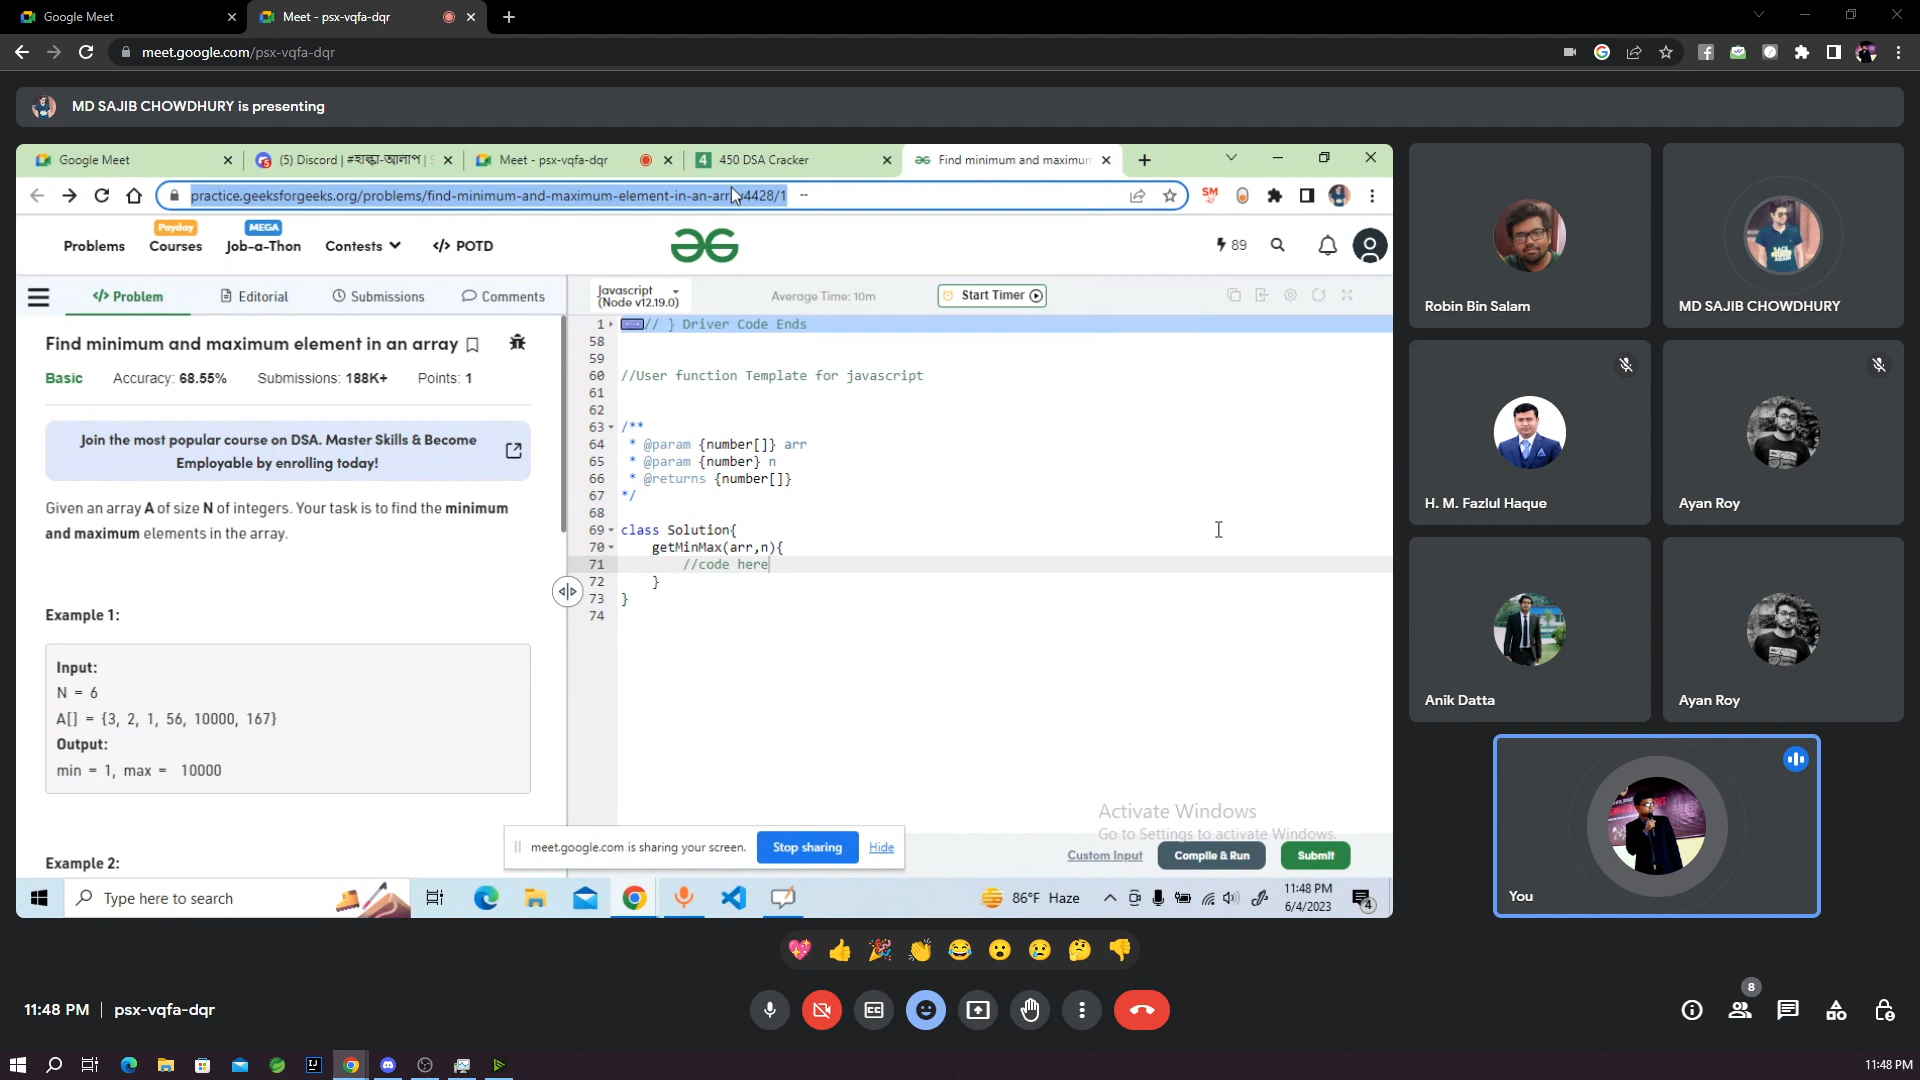 Google Meet
Meet - psx-vqfa-dqr
meet.google.com/psx-vqfa-dqr
MD SAJIB CHOWDHURY is presenting
Google Meet
(5) Discord | #হাল্কা-আলাপ | S
Meet - psx-vqfa-dqr
4 450 DSA Cracker
Find minimum and maximum
practice.geeksforgeeks.org/problems/find-minimum-and-maximum-element-in-an-array4428/1
SM
Payday
MEGA
Problems
Courses
Job-a-Thon
Contests
</> POTD
89
</> Problem
Editorial
Submissions
Comments
Javascript
(Node v12.19.0)
Average Time: 10m
Start Timer
Find minimum and maximum element in an array
Basic Accuracy: 68.55% Submissions: 188K+ Points: 1
Join the most popular course on DSA. Master Skills & Become
Employable by enrolling today!
Given an array A of size N of integers. Your task is to find the minimum
and maximum elements in the array.
Example 1:
Input:
N = 6
A[] = {3, 2, 1, 56, 10000, 167}
Output:
min = 1, max = 10000
Example 2:
1 // } Driver Code Ends
58
59
60 //User function Template for javascript
61
62
63 /**
64 * @param {number[]} arr
65 * @param {number} n
66 * @returns {number[]}
67 */
68
69 class Solution{
70 getMinMax(arr,n){
71 //code here
72 }
73 }
74
Activate Windows
Go to Settings to activate Windows.
meet.google.com is sharing your screen.
Stop sharing
Hide
Custom Input
Compile & Run
Submit
Type here to search
86°F Haze
11:48 PM
6/4/2023
4
Robin Bin Salam
MD SAJIB CHOWDHURY
H. M. Fazlul Haque
Ayan Roy
Anik Datta
Ayan Roy
You
11:48 PM | psx-vqfa-dqr
8
11:48 PM